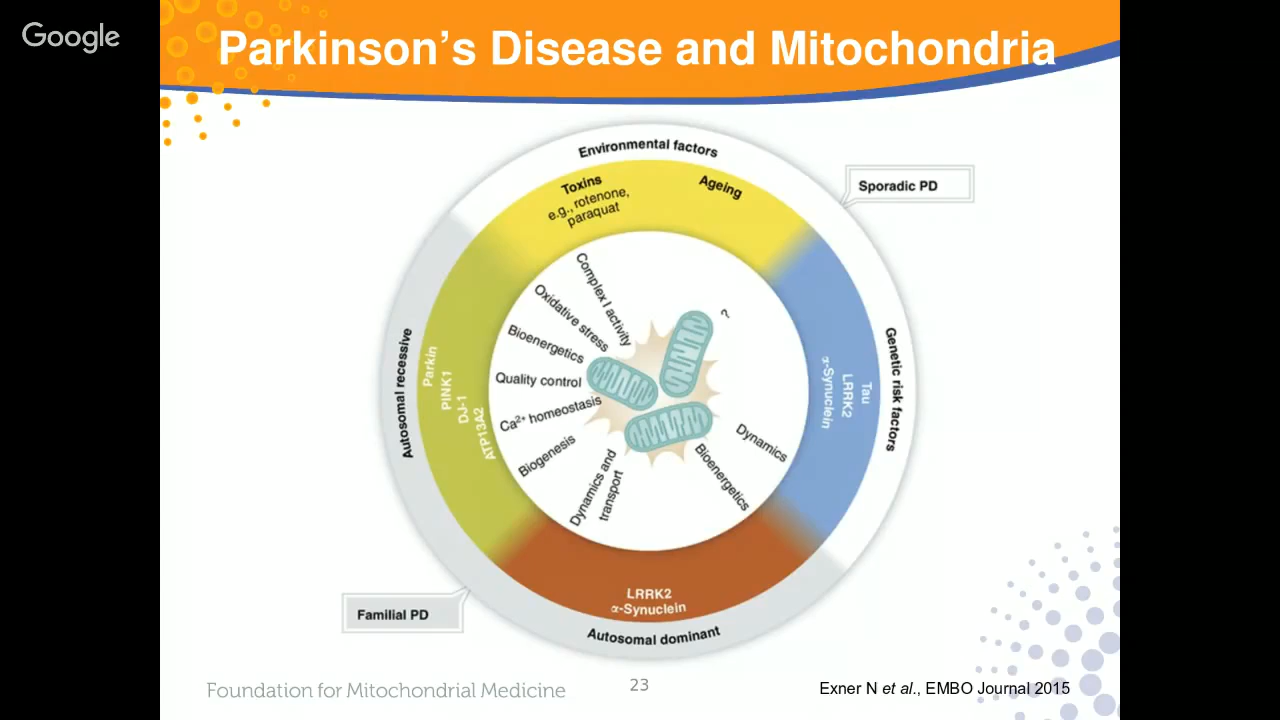 Google
Parkinson's Disease and Mitochondria
Environmental factors
Toxins
e.g., rotenone,
paraquat
Ageing
Sporadic PD
Complex I activity
Oxidative stress
Bioenergetics
Quality control
Ca²⁺ homeostasis
Biogenesis
Dynamics and
transport
?
Dynamics
Bioenergetics
Autosomal recessive
Parkin
PINK1
DJ-1
ATP13A2
Genetic risk factors
Tau
LRRK2
α-Synuclein
LRRK2
α-Synuclein
Autosomal dominant
Familial PD
Foundation for Mitochondrial Medicine
23
Exner N et al., EMBO Journal 2015